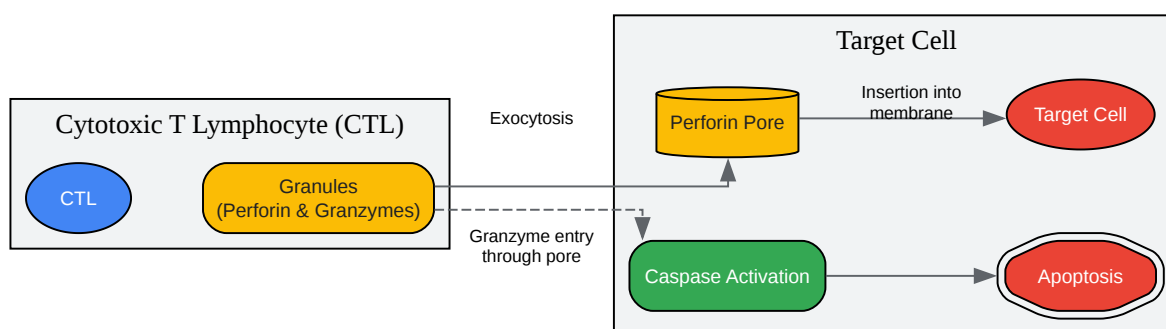 Target Cell
Cytotoxic T Lymphocyte (CTL)
Exocytosis
Perforin Pore
Insertion into
membrane
Target Cell
CTL
Granules
(Perforin & Granzymes)
Granzyme entry
through pore
Caspase Activation
Apoptosis